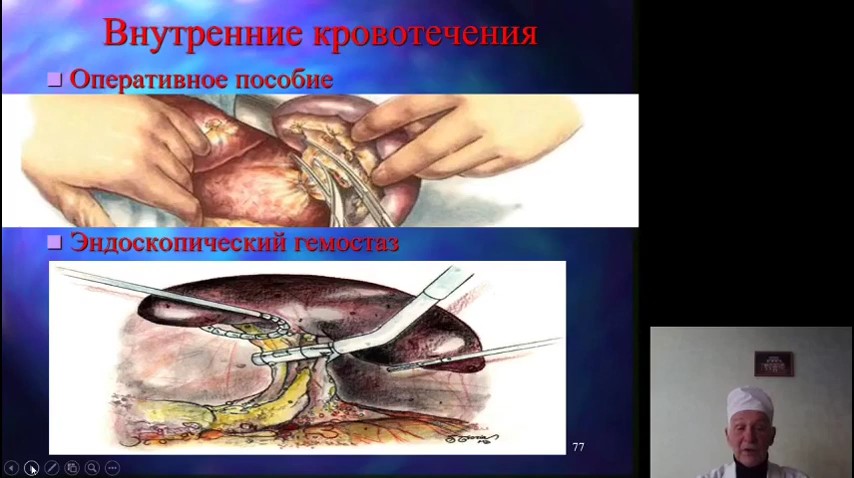 Внутренние кровотечения
Оперативное пособие
Эндоскопический гемостаз
77